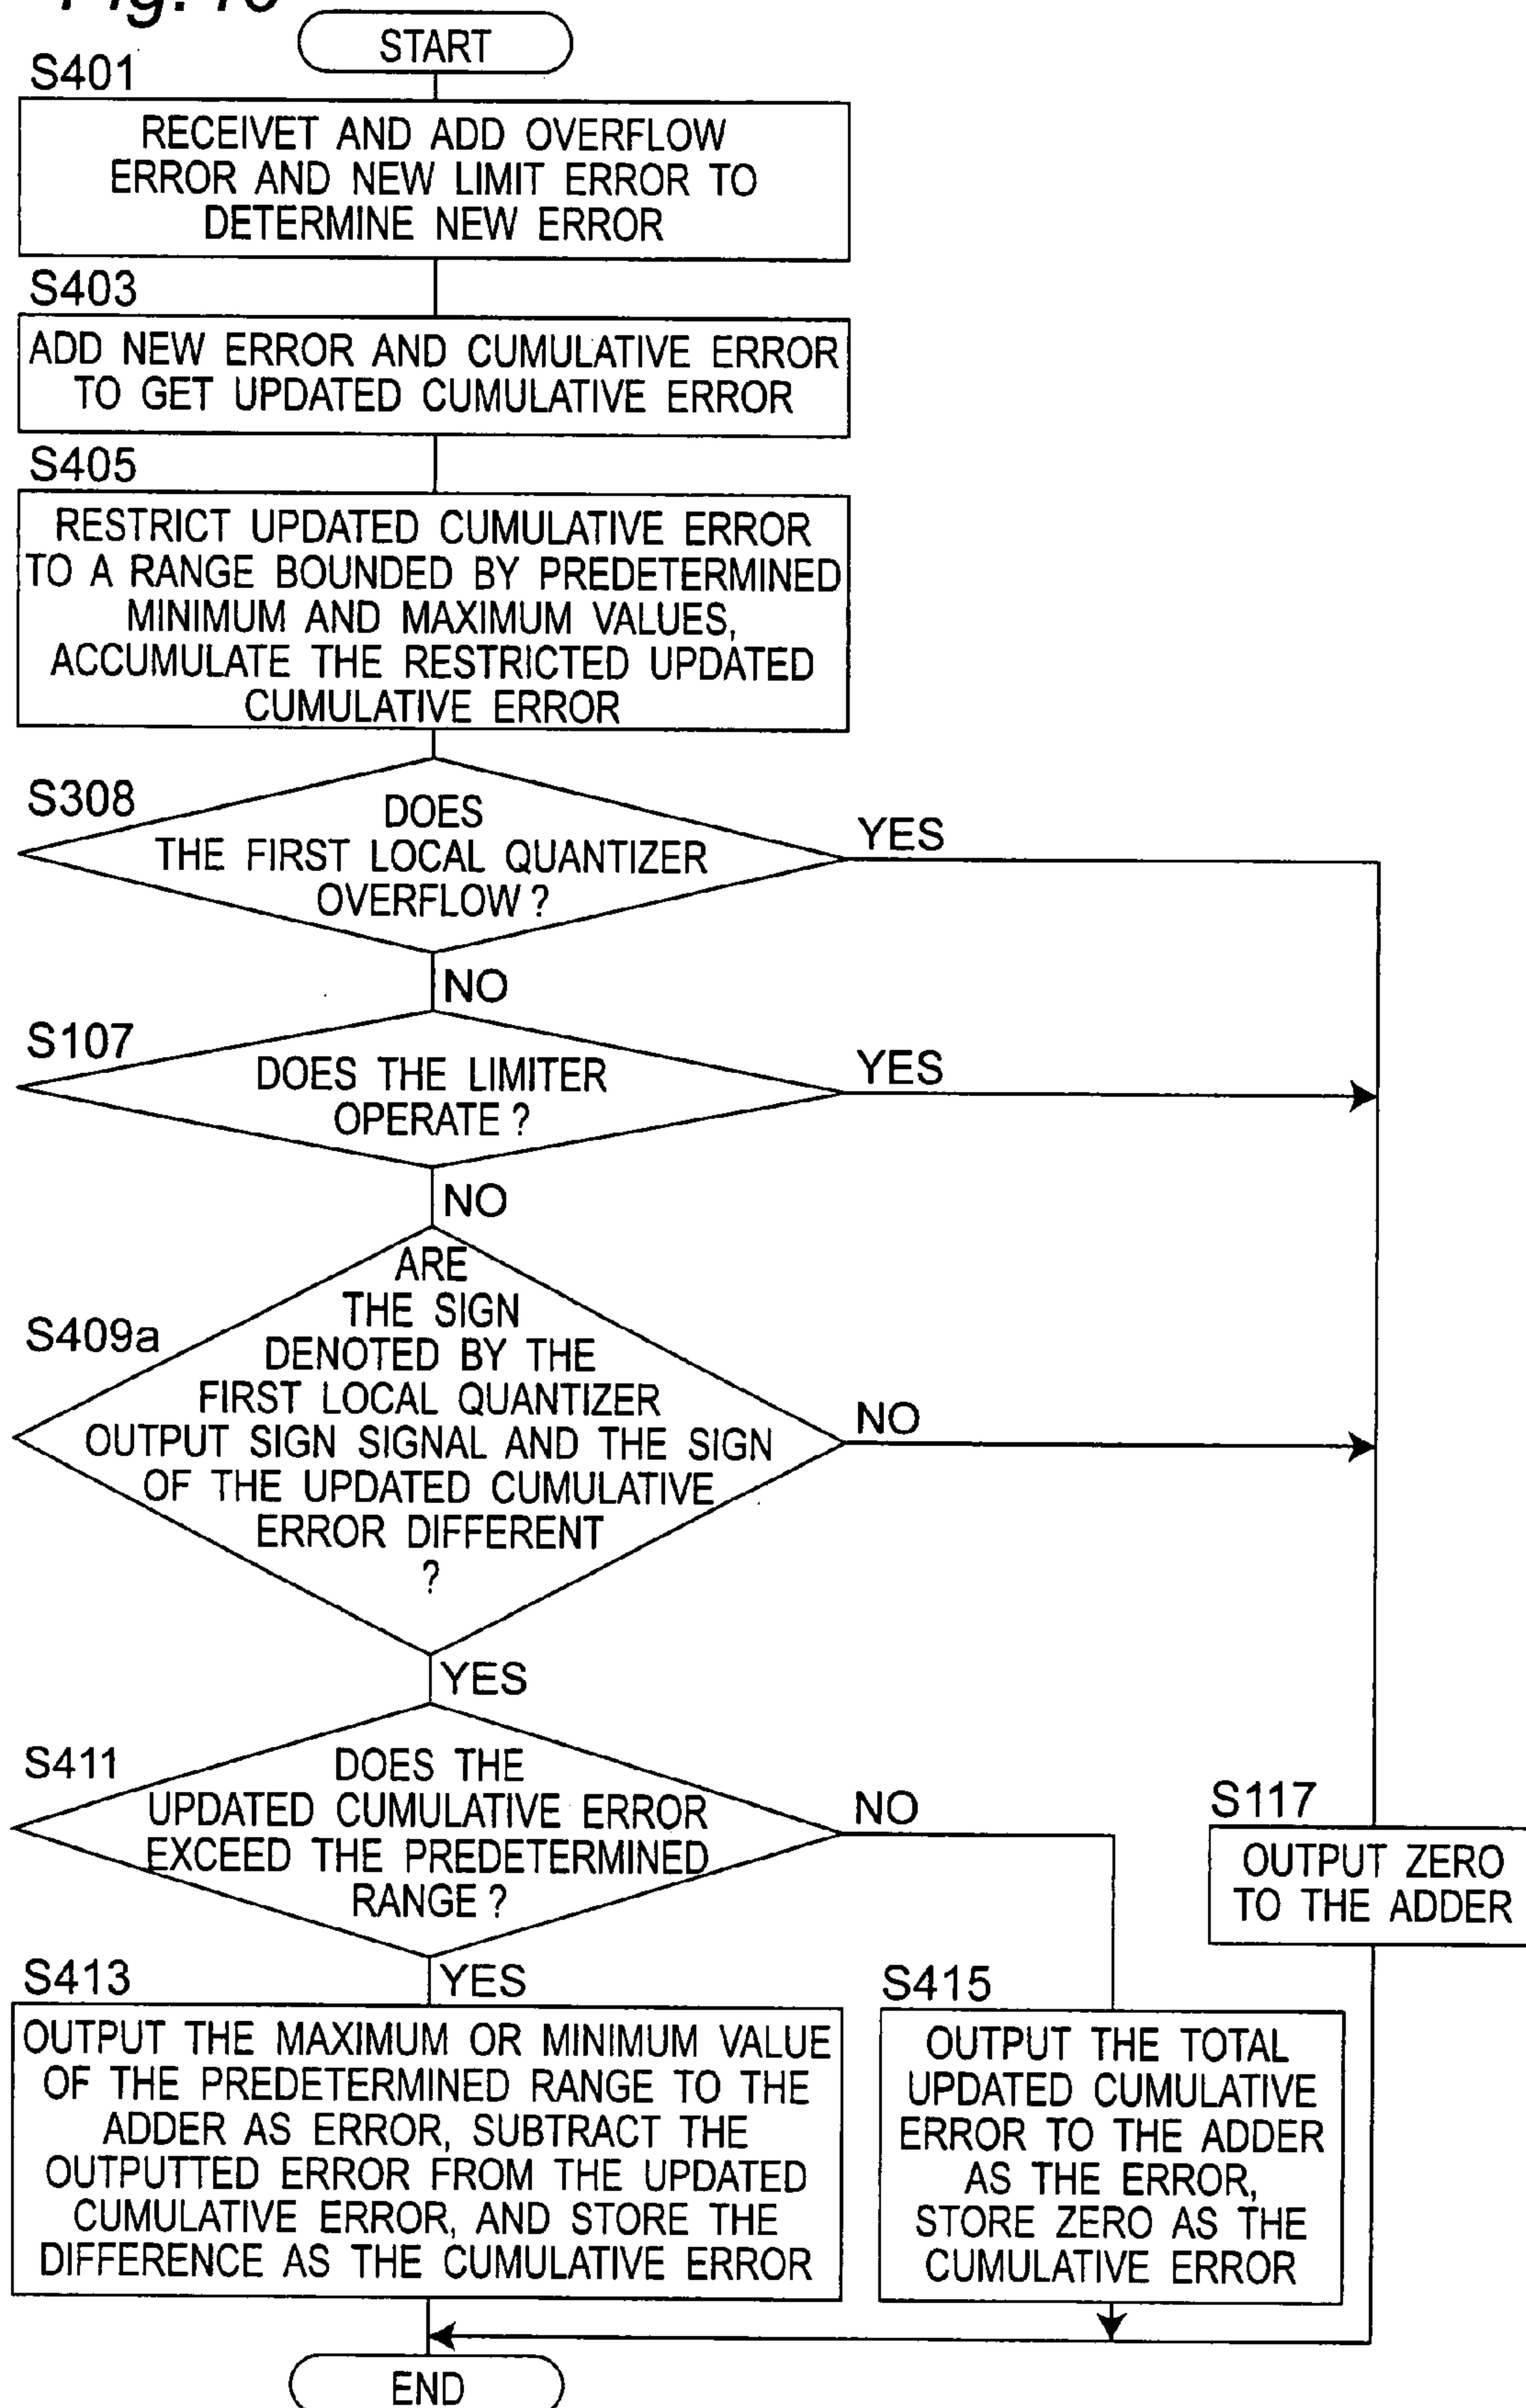 START
S401
RECEIVET AND ADD OVERFLOW
ERROR AND NEW LIMIT ERROR TO
DETERMINE NEW ERROR
S403
ADD NEW ERROR AND CUMULATIVE ERROR
TO GET UPDATED CUMULATIVE ERROR
S405
RESTRICT UPDATED CUMULATIVE ERROR
TO A RANGE BOUNDED BY PREDETERMINED
MINIMUM AND MAXIMUM VALUES,
ACCUMULATE THE RESTRICTED UPDATED
CUMULATIVE ERROR
S308
DOES
THE FIRST LOCAL QUANTIZER
OVERFLOW ?
YES
NO
S107
DOES THE LIMITER
OPERATE ?
YES
NO
S409a
ARE
THE SIGN
DENOTED BY THE
FIRST LOCAL QUANTIZER
OUTPUT SIGN SIGNAL AND THE SIGN
OF THE UPDATED CUMULATIVE
ERROR DIFFERENT
?
NO
YES
S411
DOES THE
UPDATED CUMULATIVE ERROR
EXCEED THE PREDETERMINED
RANGE ?
NO
YES
S117
OUTPUT ZERO
TO THE ADDER
S413
OUTPUT THE MAXIMUM OR MINIMUM VALUE
OF THE PREDETERMINED RANGE TO THE
ADDER AS ERROR, SUBTRACT THE
OUTPUTTED ERROR FROM THE UPDATED
CUMULATIVE ERROR, AND STORE THE
DIFFERENCE AS THE CUMULATIVE ERROR
S415
OUTPUT THE TOTAL
UPDATED CUMULATIVE
ERROR TO THE ADDER
AS THE ERROR,
STORE ZERO AS THE
CUMULATIVE ERROR
END